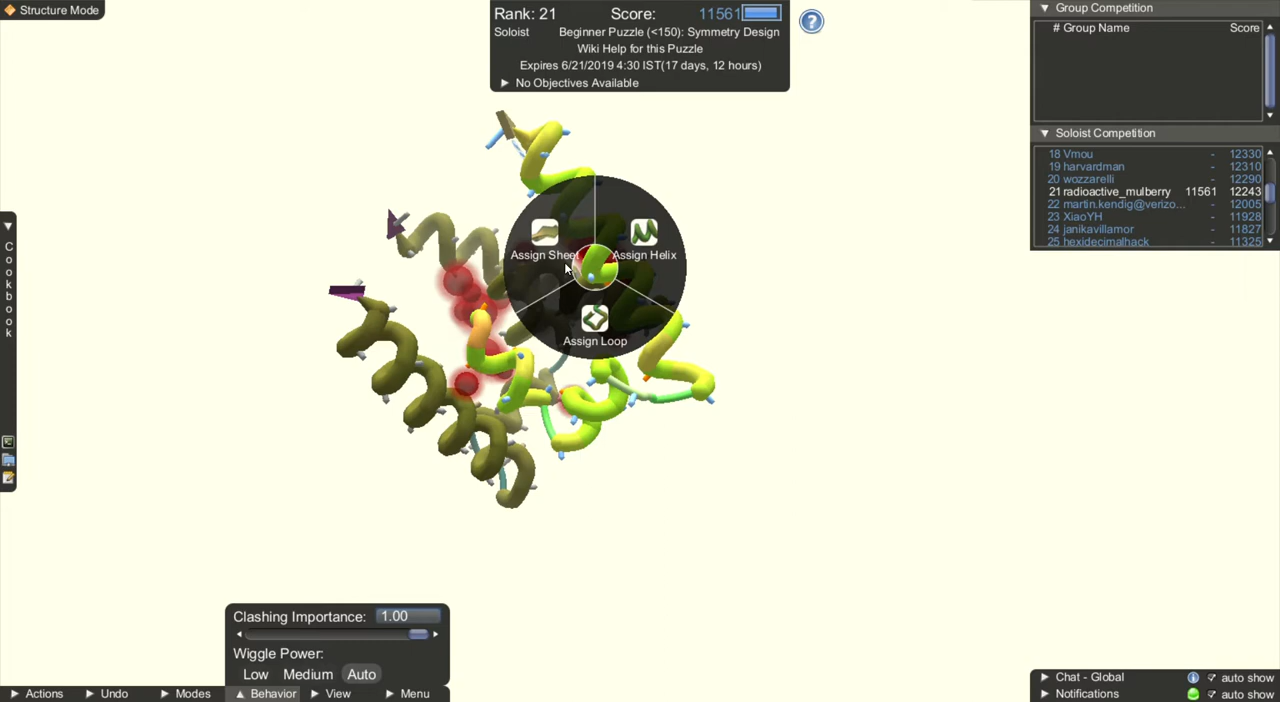 Structure Mode
Rank: 21 Score: 11561
Soloist Beginner Puzzle (<150): Symmetry Design
Wiki Help for this Puzzle
Expires 6/21/2019 4:30 IST(17 days, 12 hours)
No Objectives Available
?
Group Competition
# Group Name Score
Soloist Competition
18 Vmou - 12330
19 harvardman - 12310
20 wozzarelli - 12290
21 radioactive_mulberry 11561 12243
22 martin.kendig@verizo... - 12005
23 XiaoYH - 11928
24 janikavillamor - 11827
25 hexidecimalhack - 11325
Cookbook
Assign Sheet
Assign Helix
Assign Loop
Clashing Importance: 1.00
Wiggle Power:
Low Medium Auto
Actions Undo Modes Behavior View Menu
Chat - Global auto show
Notifications auto show